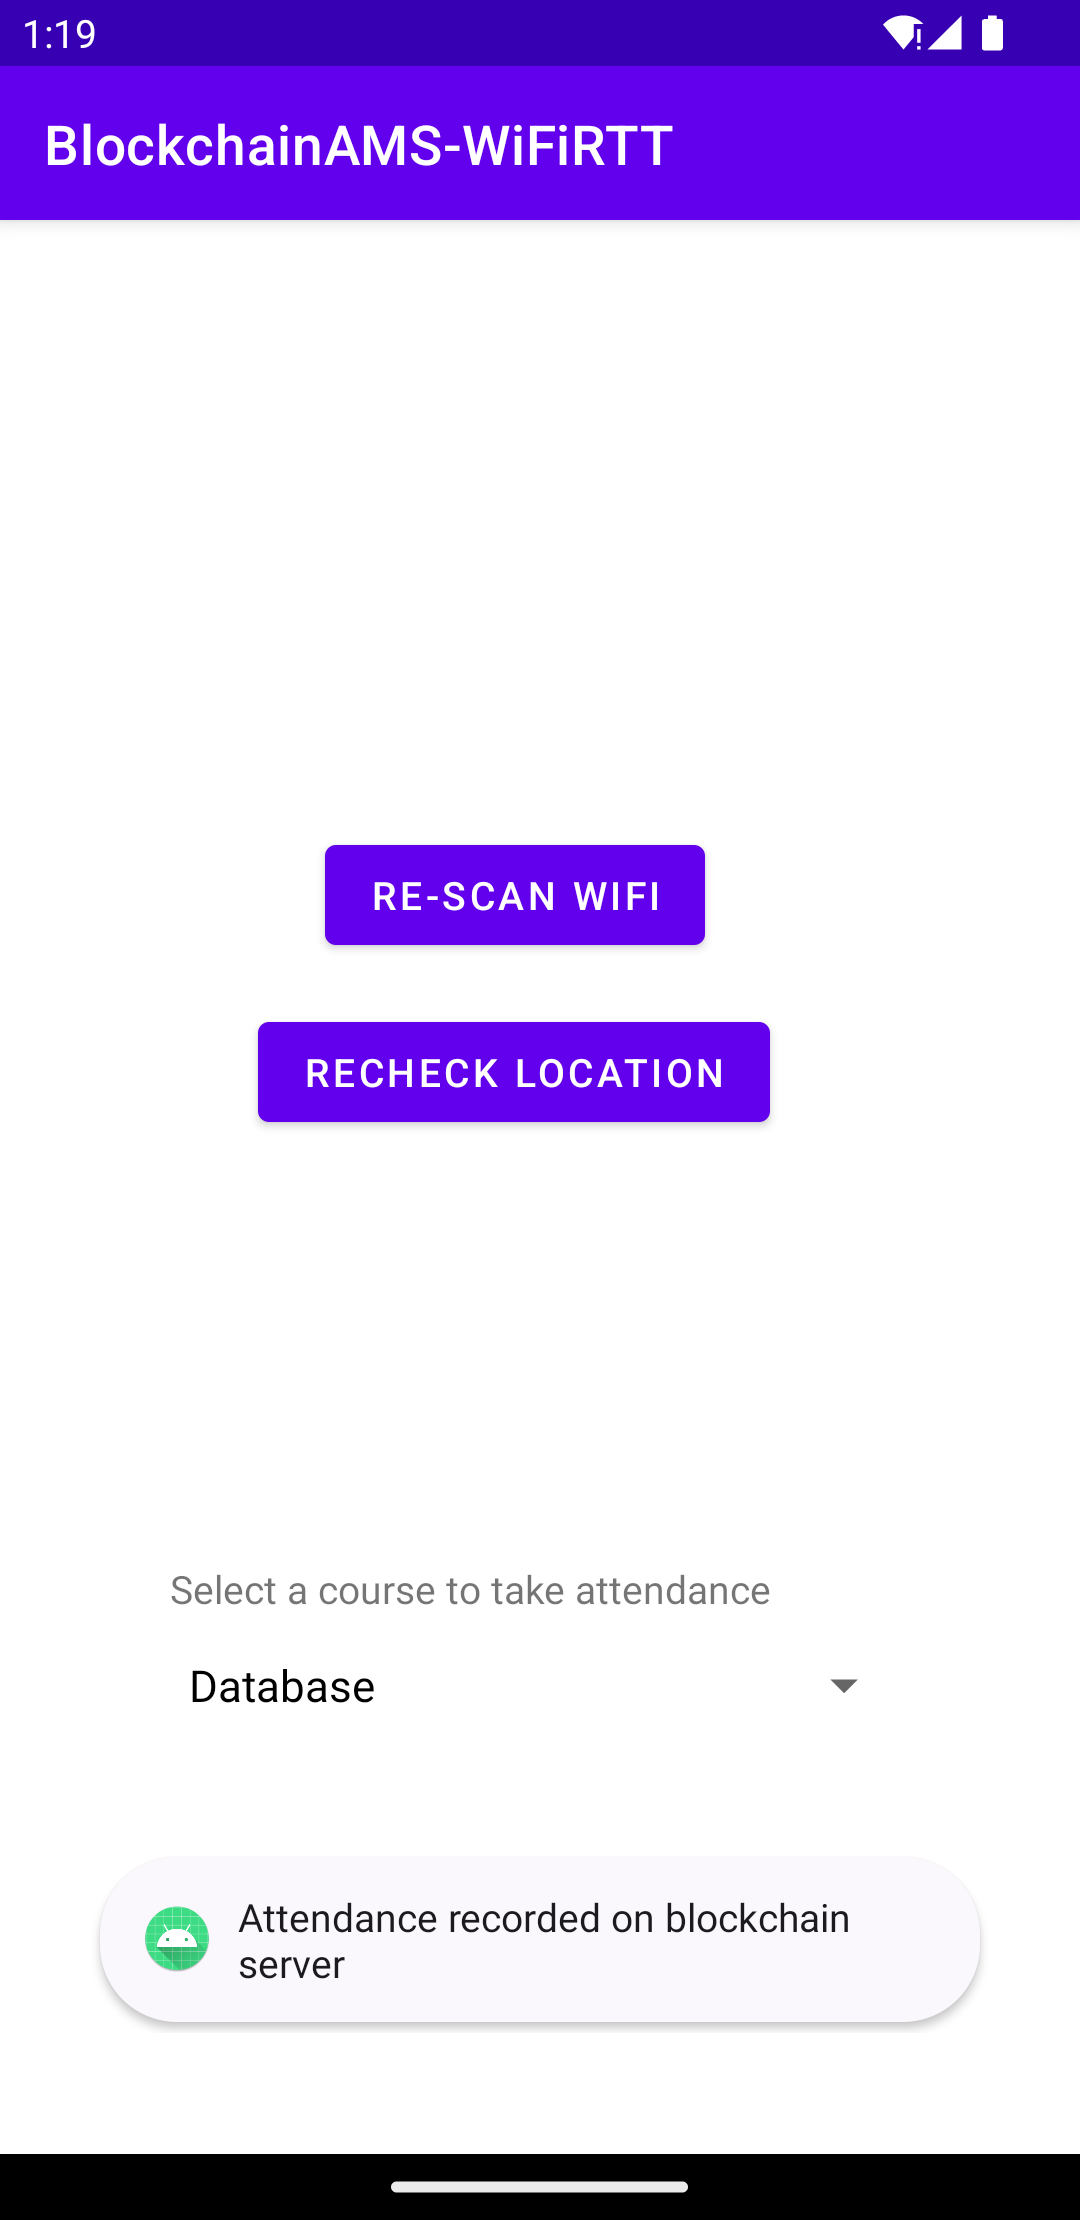 1:19
BlockchainAMS-WiFiRTT
RE-SCAN WIFI
RECHECK LOCATION
Select a course to take attendance
Database
Attendance recorded on blockchain
server